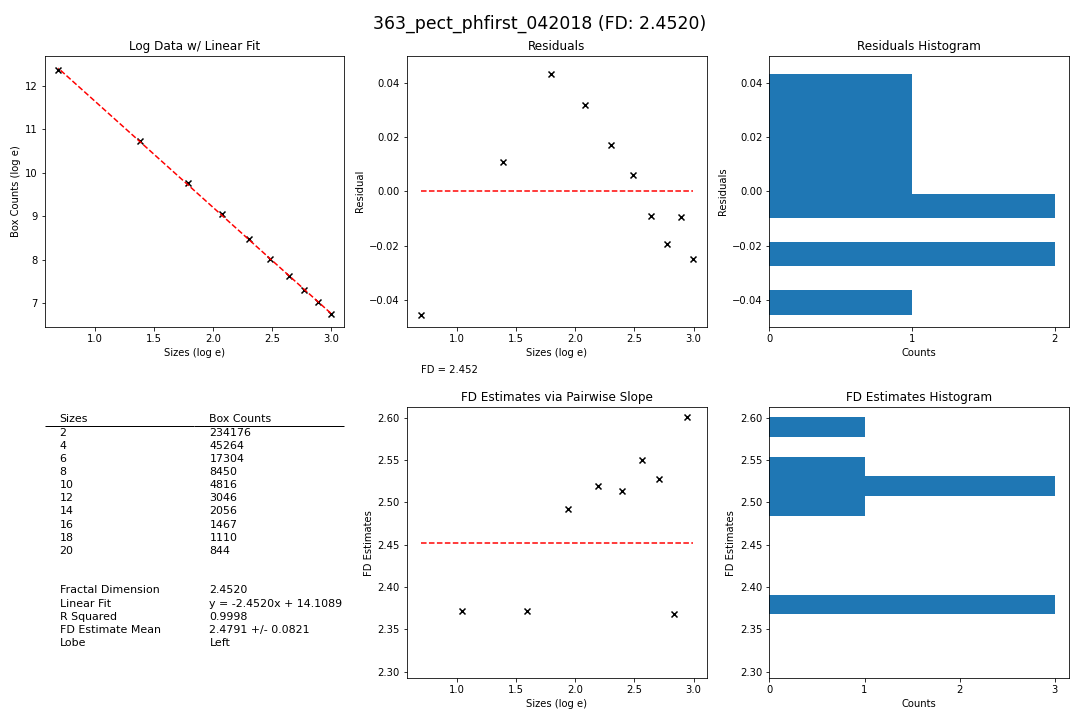 363_pect_phfirst_042018 (FD: 2.4520)
Log Data w/ Linear Fit
Box Counts (log e)
12
11
10
9
8
7
1.0 1.5 2.0 2.5 3.0
Sizes (log e)
Residuals
Residual
0.04
0.02
0.00
−0.02
−0.04
1.0 1.5 2.0 2.5 3.0
Sizes (log e)
FD = 2.452
Residuals Histogram
Residuals
0.04
0.02
0.00
−0.02
−0.04
0 1 2
Counts
Sizes Box Counts
2 234176
4 45264
6 17304
8 8450
10 4816
12 3046
14 2056
16 1467
18 1110
20 844
Fractal Dimension 2.4520
Linear Fit y = -2.4520x + 14.1089
R Squared 0.9998
FD Estimate Mean 2.4791 +/- 0.0821
Lobe Left
FD Estimates via Pairwise Slope
FD Estimates
2.60
2.55
2.50
2.45
2.40
2.35
2.30
1.0 1.5 2.0 2.5 3.0
Sizes (log e)
FD Estimates Histogram
FD Estimates
2.60
2.55
2.50
2.45
2.40
2.35
2.30
0 1 2 3
Counts